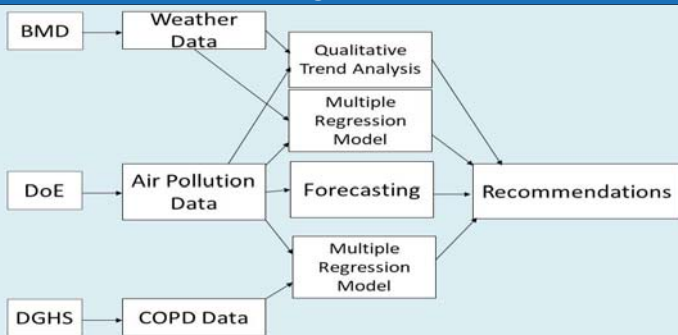 BMD
Weather
Data
Qualitative
Trend Analysis
Multiple
Regression
Model
DoE
Air Pollution
Data
Forecasting
Recommendations
Multiple
Regression
Model
DGHS
COPD Data